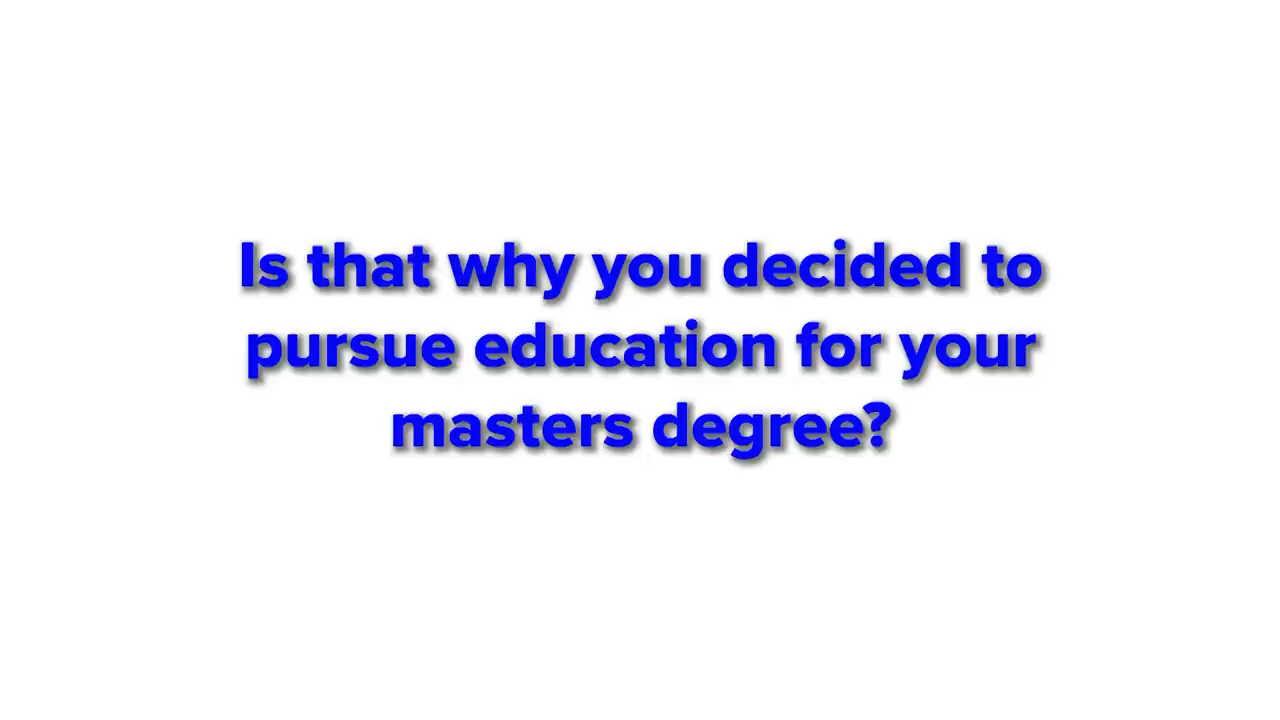 Is that why you decided to
pursue education for your
masters degree?